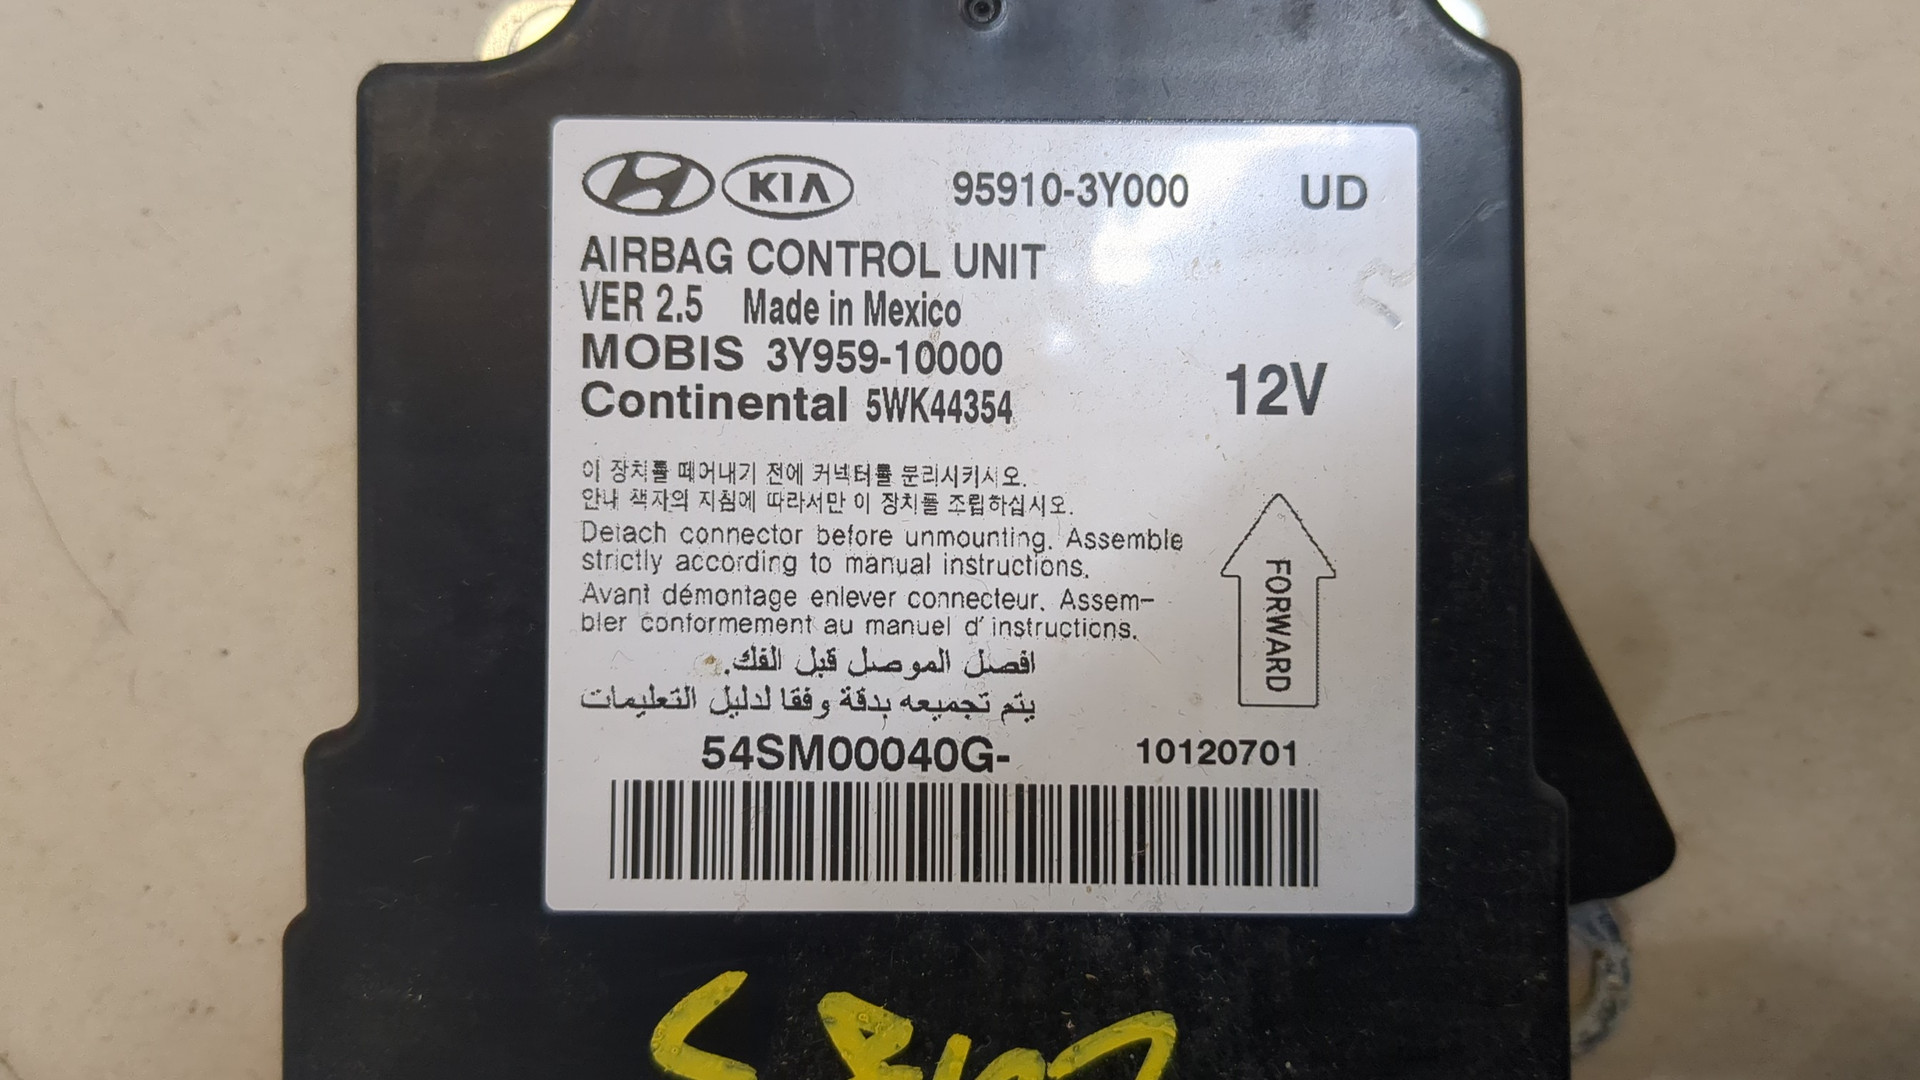 KIA 95910-3Y000 UD
AIRBAG CONTROL UNIT
VER 2.5 Made in Mexico
MOBIS 3Y959-10000
Continental 5WK44354
12V
이 장치를 떼어내기 전에 커넥터를 분리시키시오.
안내 책자의 지침에 따라서만 이 장치를 조립하십시오.
Detach connector before unmounting. Assemble
strictly according to manual instructions.
Avant démontage enlever connecteur. Assem-
bler conformement au manuel d'instructions.
افصل الموصل قبل الفك.
يتم تجميعه بدقة وفقا لدليل التعليمات
FORWARD
54SM00040G- 10120701